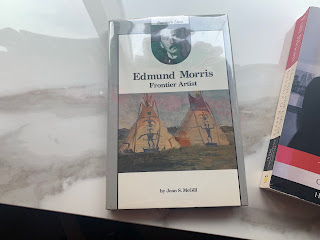 Edmund Morris
Frontier Artist
by Jean S. McGill